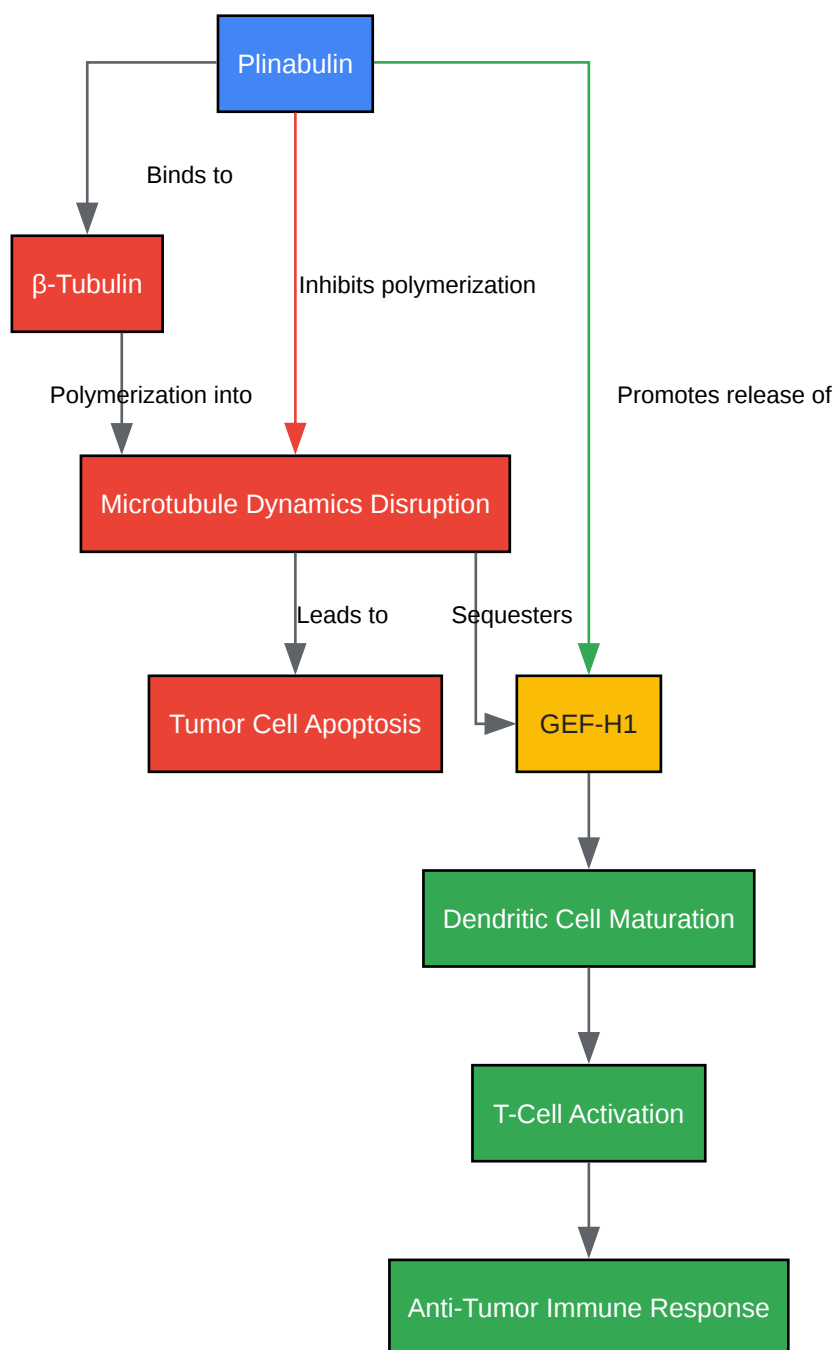 Plinabulin
Binds to
β-Tubulin
Inhibits polymerization
Polymerization into
Promotes release of
Microtubule Dynamics Disruption
Leads to
Sequesters
Tumor Cell Apoptosis
GEF-H1
Dendritic Cell Maturation
T-Cell Activation
Anti-Tumor Immune Response